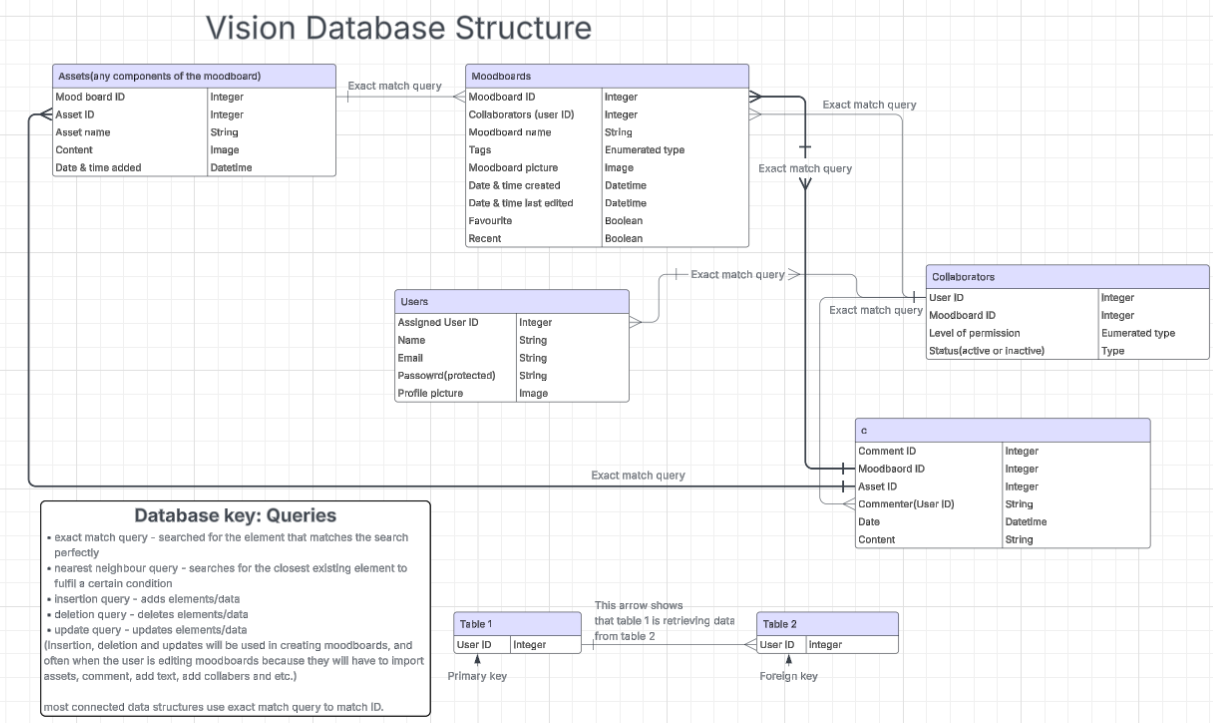 Vision Database Structure
Assets(any components of the moodboard)
Mood board ID Integer
Asset ID Integer
Asset name String
Content Image
Date & time added Datetime
Exact match query
Moodboards
Moodboard ID Integer
Collaborators (user ID) Integer
Moodboard name String
Tags Enumerated type
Moodboard picture Image
Date & time created Datetime
Date & time last edited Datetime
Favourite Boolean
Recent Boolean
Exact match query
Exact match query
Exact match query
Users
Assigned User ID Integer
Name String
Email String
Passowrd(protected) String
Profile picture Image
Collaborators
User ID Integer
Moodboard ID Integer
Level of permission Eumerated type
Status(active or inactive) Type
Exact match query
c
Comment ID Integer
Moodbaord ID Integer
Asset ID Integer
Commenter(User ID) String
Date Datetime
Content String
Exact match query
Database key: Queries
• exact match query - searched for the element that matches the search
perfectly
• nearest neighbour query - searches for the closest existing element to
fulfil a certain condition
• insertion query - adds elements/data
• deletion query - deletes elements/data
• update query - updates elements/data
(Insertion, deletion and updates will be used in creating moodboards, and
often when the user is editing moodboards because they will have to import
assets, comment, add text, add collabers and etc.)
most connected data structures use exact match query to match ID.
Table 1
User ID Integer
Primary key
This arrow shows
that table 1 is retrieving data
from table 2
Table 2
User ID Integer
Foreign key